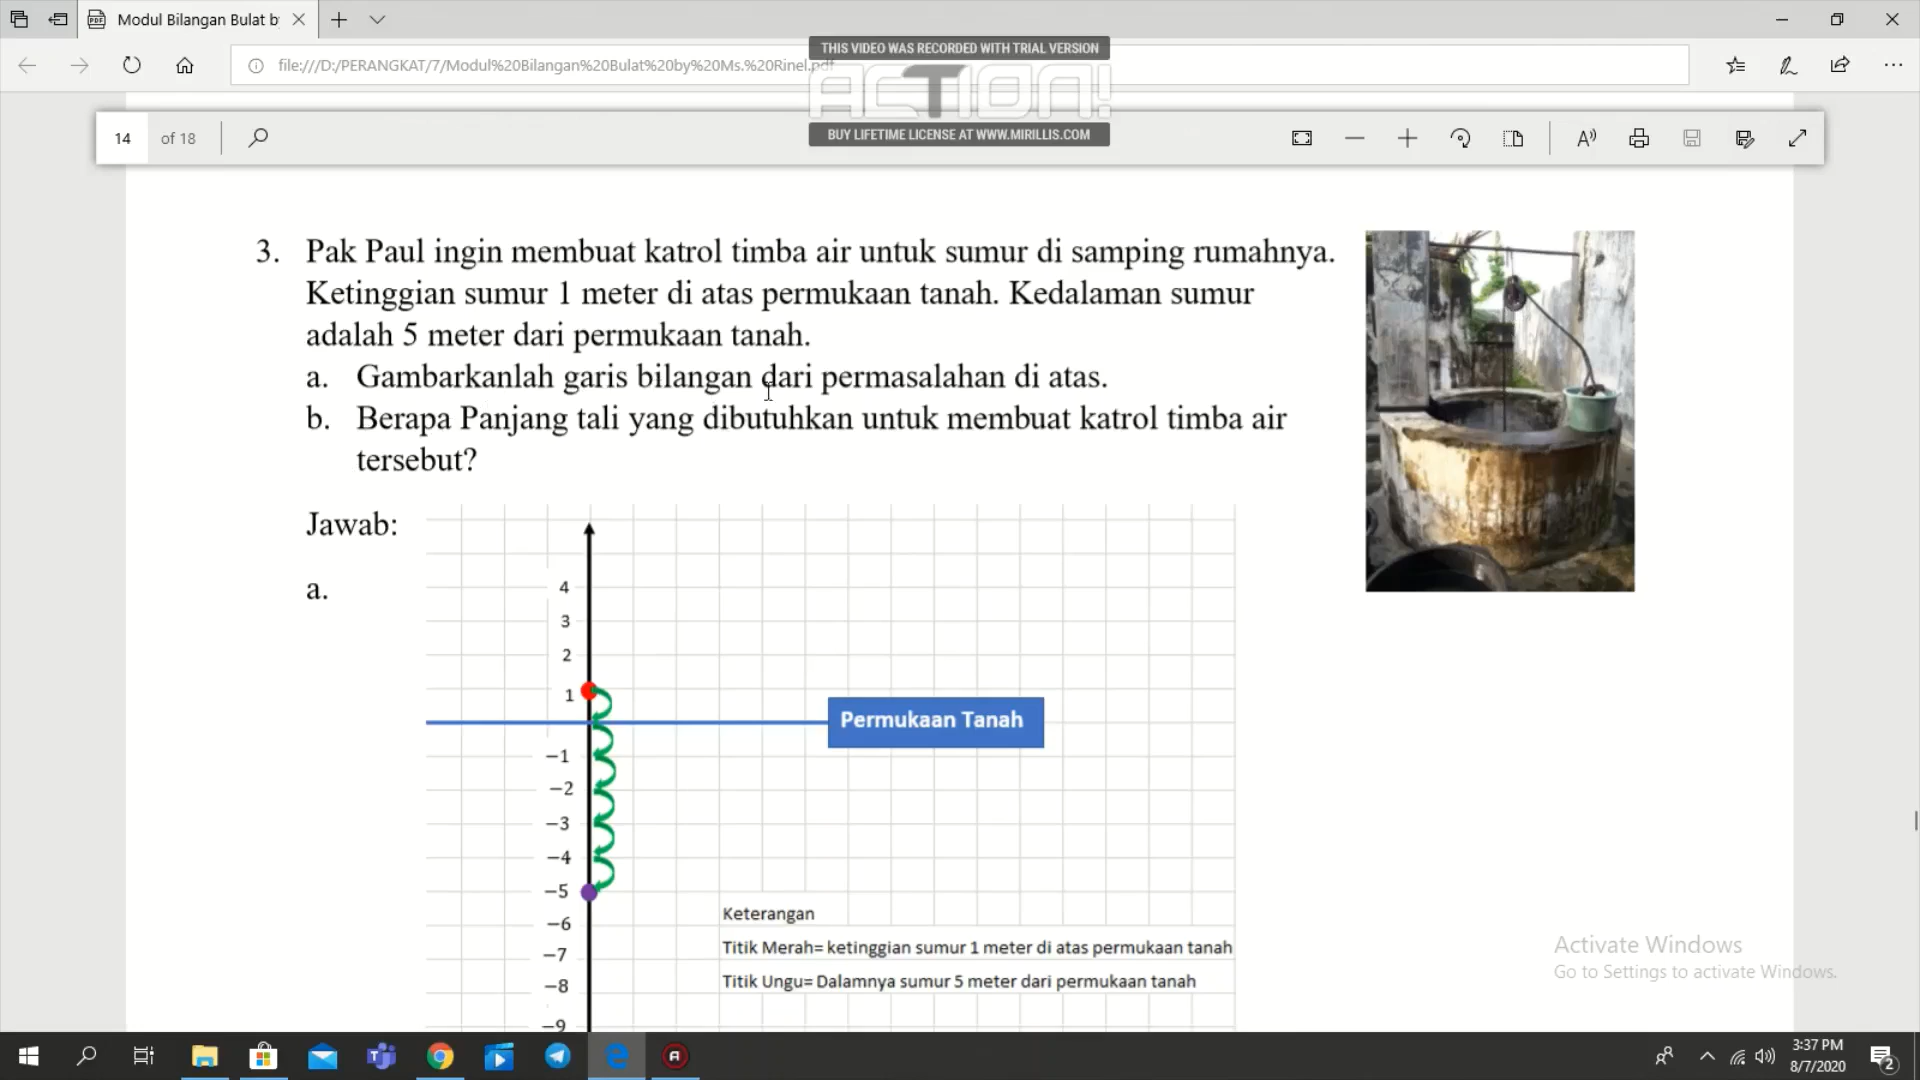 Modul Bilangan Bulat b
THIS VIDEO WAS RECORDED WITH TRIAL VERSION
file:///D:/PERANGKAT/7/Modul%20Bilangan%20Bulat%20by%20Ms.%20Rinel.pdf
ACTION!
BUY LIFETIME LICENSE AT WWW.MIRILLIS.COM
14 of 18
3. Pak Paul ingin membuat katrol timba air untuk sumur di samping rumahnya.
Ketinggian sumur 1 meter di atas permukaan tanah. Kedalaman sumur
adalah 5 meter dari permukaan tanah.
a. Gambarkanlah garis bilangan dari permasalahan di atas.
b. Berapa Panjang tali yang dibutuhkan untuk membuat katrol timba air
tersebut?
Jawab:
a.
4
3
2
1
Permukaan Tanah
−1
−2
−3
−4
−5
−6
−7
−8
−9
Keterangan
Titik Merah= ketinggian sumur 1 meter di atas permukaan tanah
Titik Ungu= Dalamnya sumur 5 meter dari permukaan tanah
Activate Windows
Go to Settings to activate Windows.
3:37 PM
8/7/2020
2